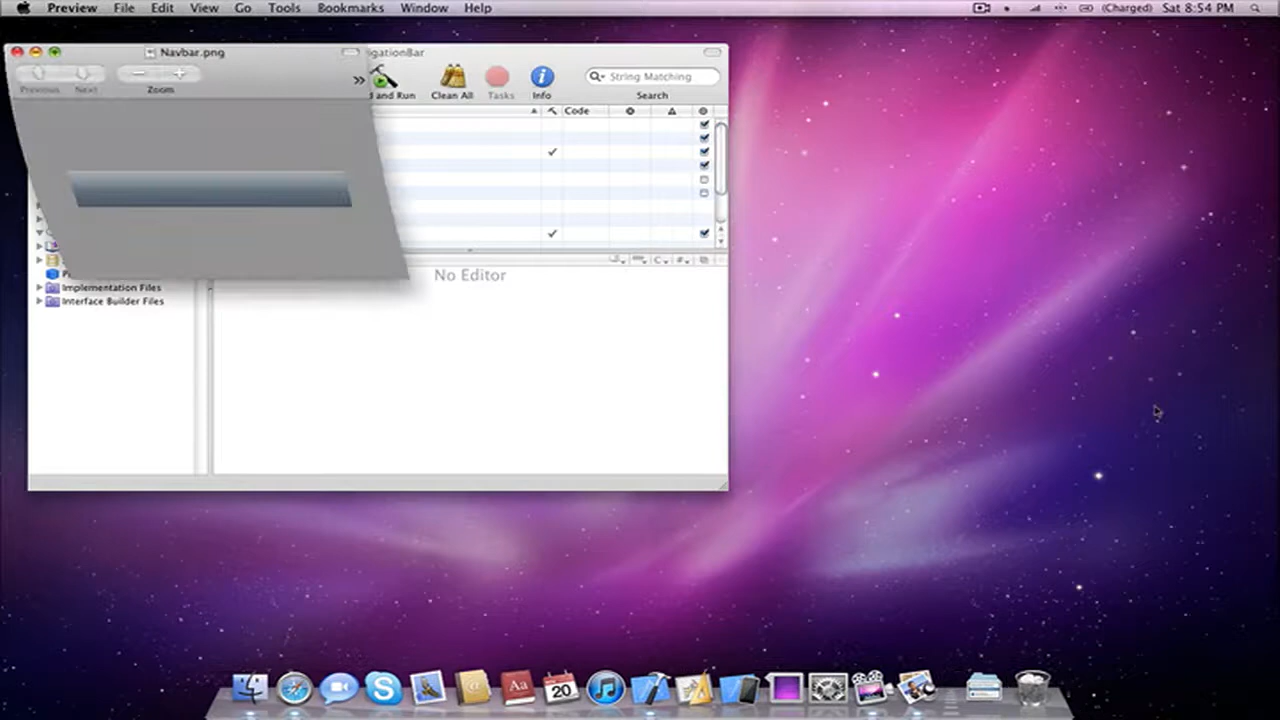 Preview File Edit View Go Tools Bookmarks Window Help (Charged) Sat 8:54 PM
Navbar.png
igationBar
Previous Next Zoom
d and Run Clean All Tasks Info String Matching
Search
Code
No Editor
Implementation Files
Interface Builder Files
Aa
20